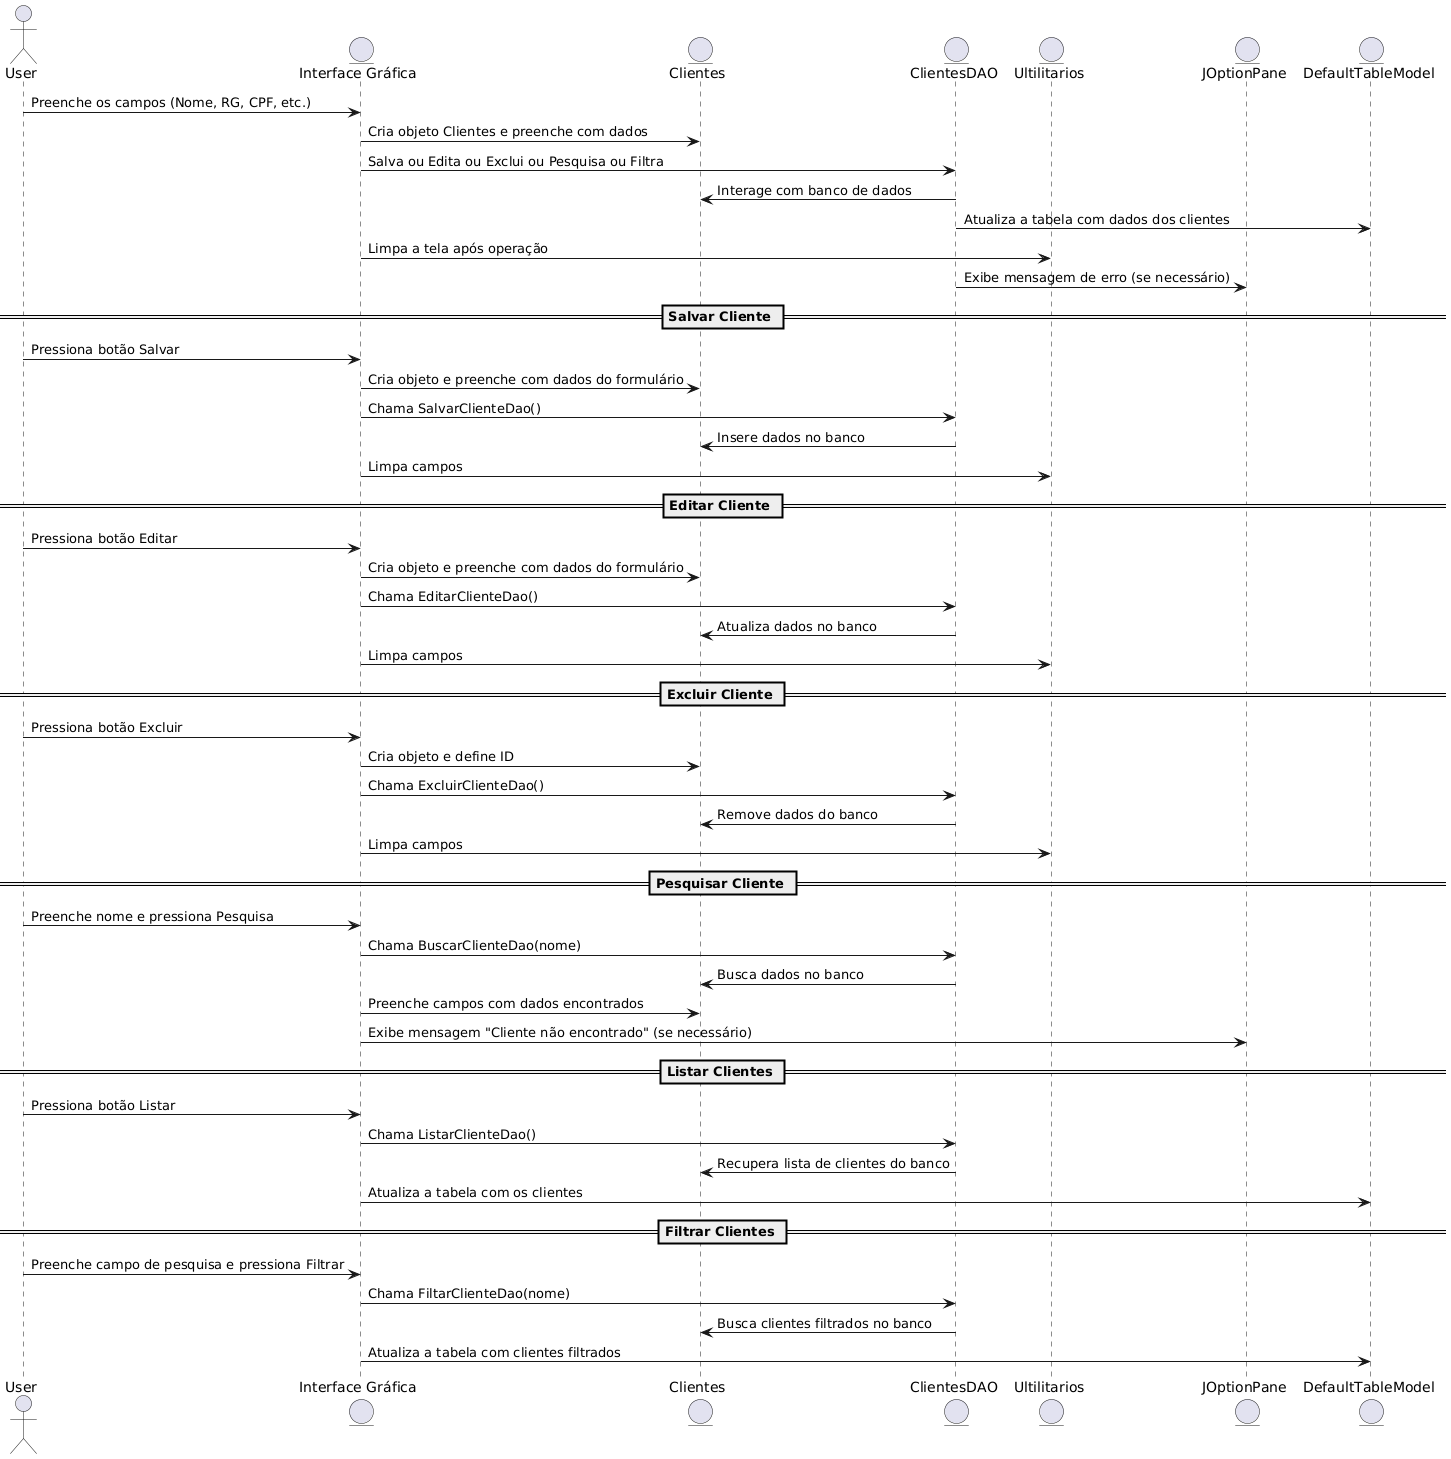 User
Interface Gráfica
Clientes
ClientesDAO
Ultilitarios
JOptionPane
DefaultTableModel
Preenche os campos (Nome, RG, CPF, etc.)
Cria objeto Clientes e preenche com dados
Salva ou Edita ou Exclui ou Pesquisa ou Filtra
Interage com banco de dados
Atualiza a tabela com dados dos clientes
Limpa a tela após operação
Exibe mensagem de erro (se necessário)
Salvar Cliente
Pressiona botão Salvar
Cria objeto e preenche com dados do formulário
Chama SalvarClienteDao()
Insere dados no banco
Limpa campos
Editar Cliente
Pressiona botão Editar
Cria objeto e preenche com dados do formulário
Chama EditarClienteDao()
Atualiza dados no banco
Limpa campos
Excluir Cliente
Pressiona botão Excluir
Cria objeto e define ID
Chama ExcluirClienteDao()
Remove dados do banco
Limpa campos
Pesquisar Cliente
Preenche nome e pressiona Pesquisa
Chama BuscarClienteDao(nome)
Busca dados no banco
Preenche campos com dados encontrados
Exibe mensagem "Cliente não encontrado" (se necessário)
Listar Clientes
Pressiona botão Listar
Chama ListarClienteDao()
Recupera lista de clientes do banco
Atualiza a tabela com os clientes
Filtrar Clientes
Preenche campo de pesquisa e pressiona Filtrar
Chama FiltarClienteDao(nome)
Busca clientes filtrados no banco
Atualiza a tabela com clientes filtrados
User
Interface Gráfica
Clientes
ClientesDAO
Ultilitarios
JOptionPane
DefaultTableModel